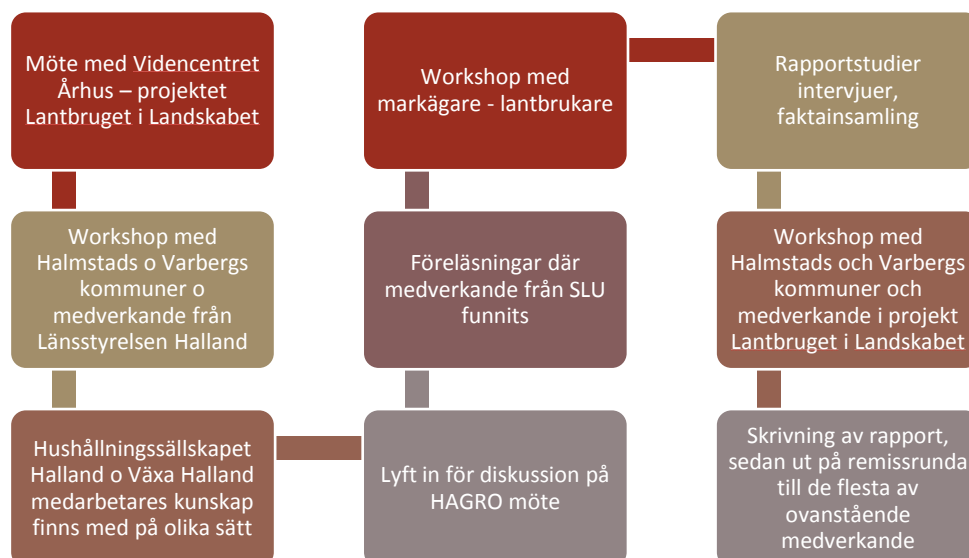 Möte med Videncentret
Århus – projektet
Lantbruget i Landskabet
Workshop med
Halmstads o Varbergs
kommuner o
medverkande från
Länsstyrelsen Halland
Hushållningssällskapet
Halland o Växa Halland
medarbetares kunskap
finns med på olika sätt
Lyft in för diskussion på
HAGRO möte
Föreläsningar där
medverkande från SLU
funnits
Workshop med
markägare - lantbrukare
Rapportstudier
intervjuer,
faktainsamling
Workshop med
Halmstads och Varbergs
kommuner och
medverkande i projekt
Lantbruget i Landskabet
Skrivning av rapport,
sedan ut på remissrunda
till de flesta av
ovanstående
medverkande